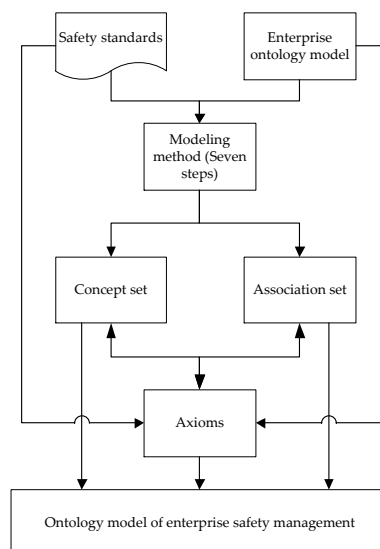 Safety standards
Enterprise
ontology model
Modeling
method (Seven
steps)
Concept set
Association set
Axioms
Ontology model of enterprise safety management